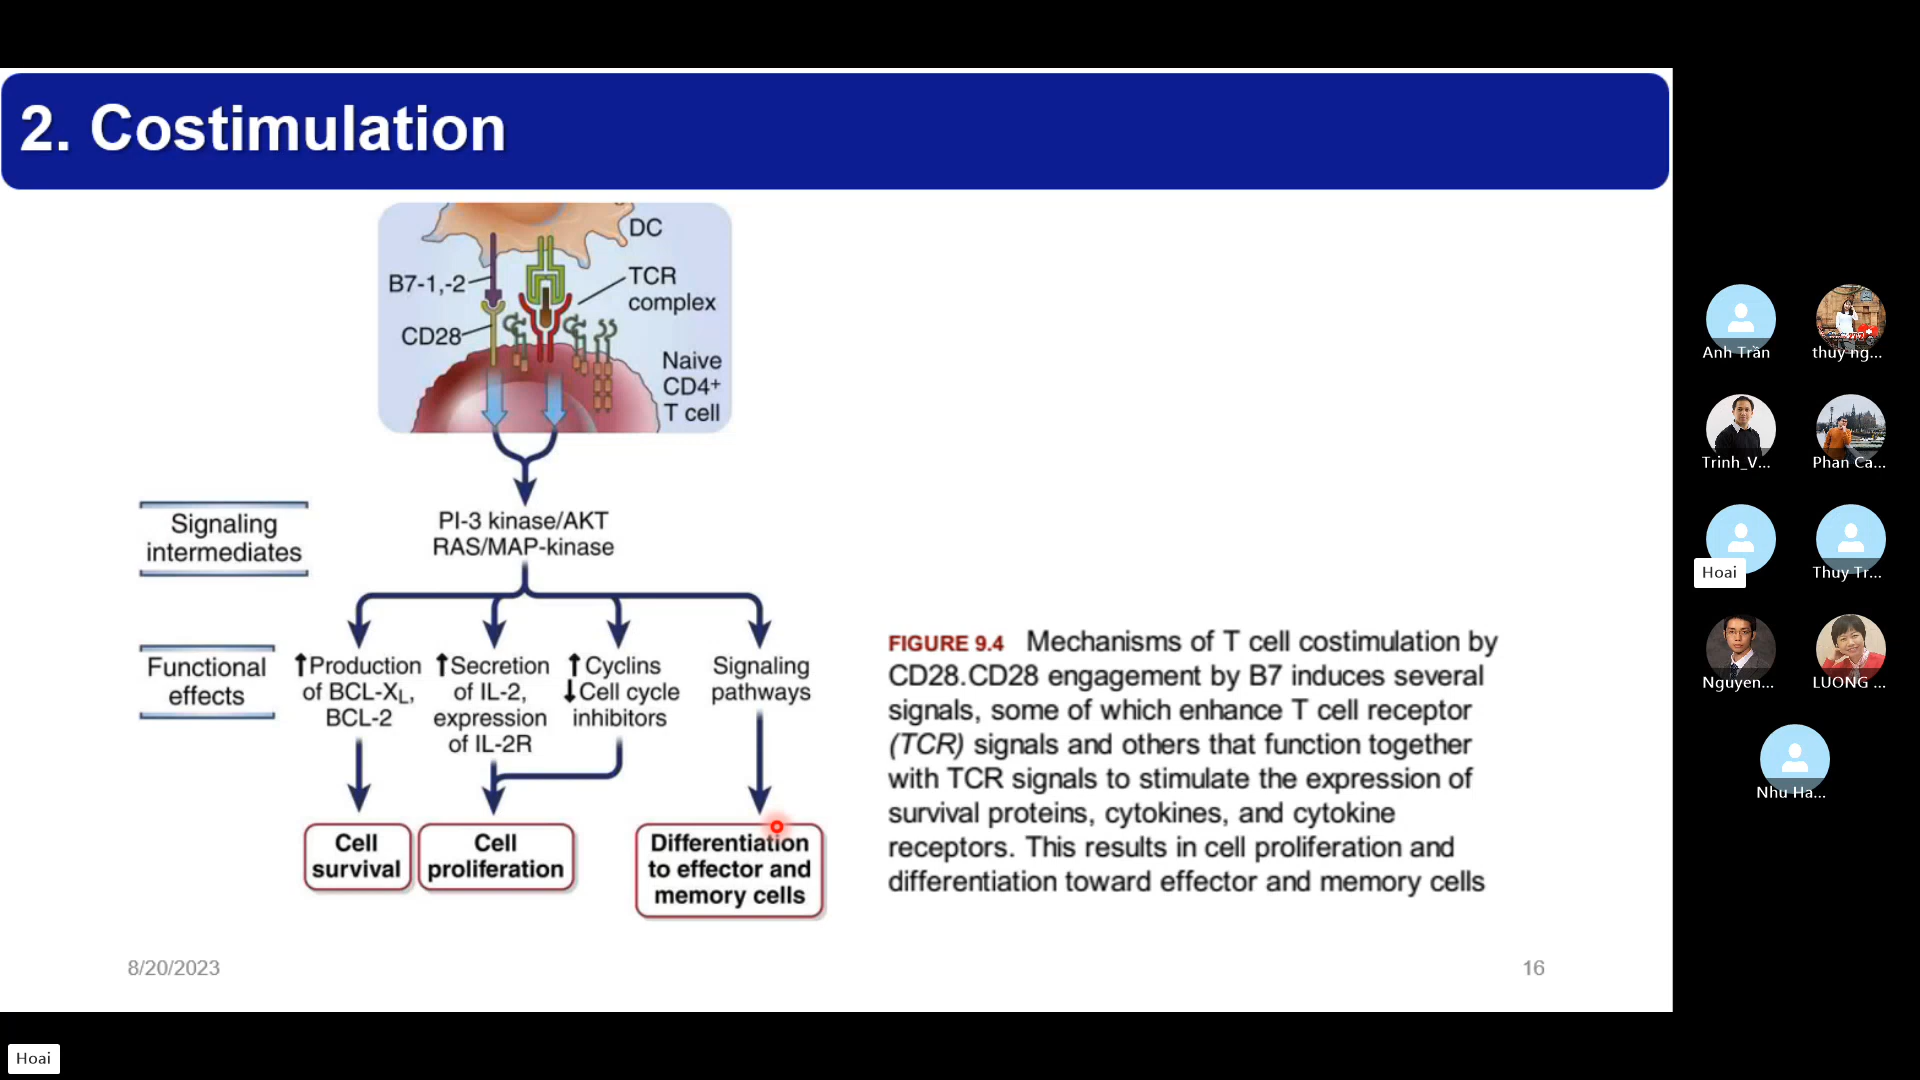 2. Costimulation
DC
B7-1,-2
TCR
complex
CD28
Naive
CD4+
T cell
Signaling
intermediates
PI-3 kinase/AKT
RAS/MAP-kinase
Functional
effects
↑Production
of BCL-XL,
BCL-2
↑Secretion
of IL-2,
expression
of IL-2R
↑Cyclins
↓Cell cycle
inhibitors
Signaling
pathways
Cell
survival
Cell
proliferation
Differentiation
to effector and
memory cells
FIGURE 9.4 Mechanisms of T cell costimulation by
CD28.CD28 engagement by B7 induces several
signals, some of which enhance T cell receptor
(TCR) signals and others that function together
with TCR signals to stimulate the expression of
survival proteins, cytokines, and cytokine
receptors. This results in cell proliferation and
differentiation toward effector and memory cells
8/20/2023
16
Anh Trần
thuy ng...
Trinh_V...
Phan Ca...
Hoai
Thuy Tr...
Nguyen...
LUONG ...
Nhu Ha...
Hoai